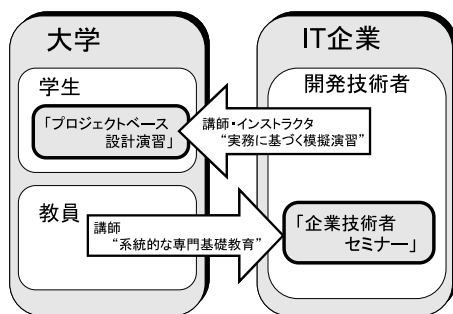 大学
学生
「プロジェクトベース
設計演習」
教員
IT企業
開発技術者
講師・インストラクタ
“実務に基づく模擬演習”
講師
“系統的な専門基礎教育”
「企業技術者
セミナー」